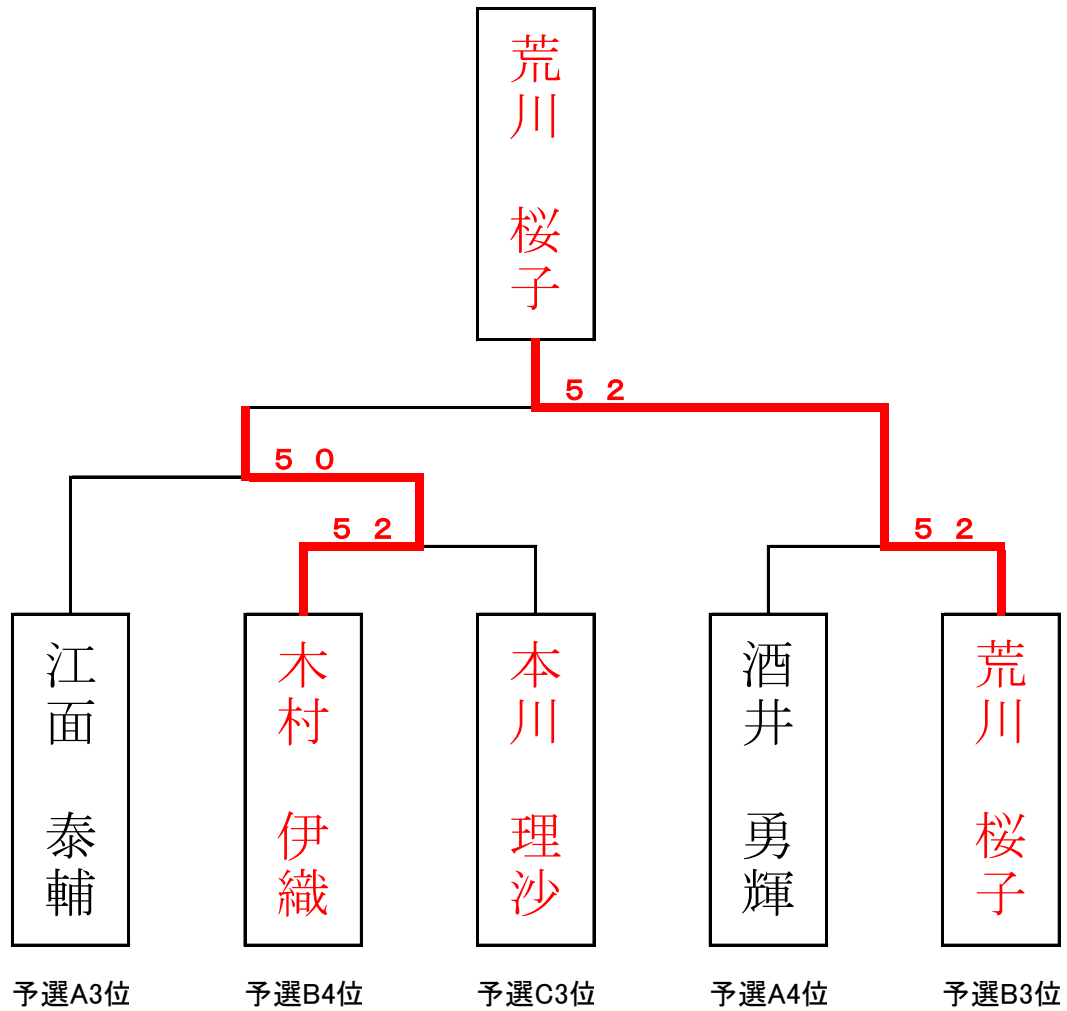 荒川 桜子
５ ２
５ ０
５ ２
５ ２
江面 泰輔
木村 伊織
本川 理沙
酒井 勇輝
荒川 桜子
予選A3位
予選B4位
予選C3位
予選A4位
予選B3位